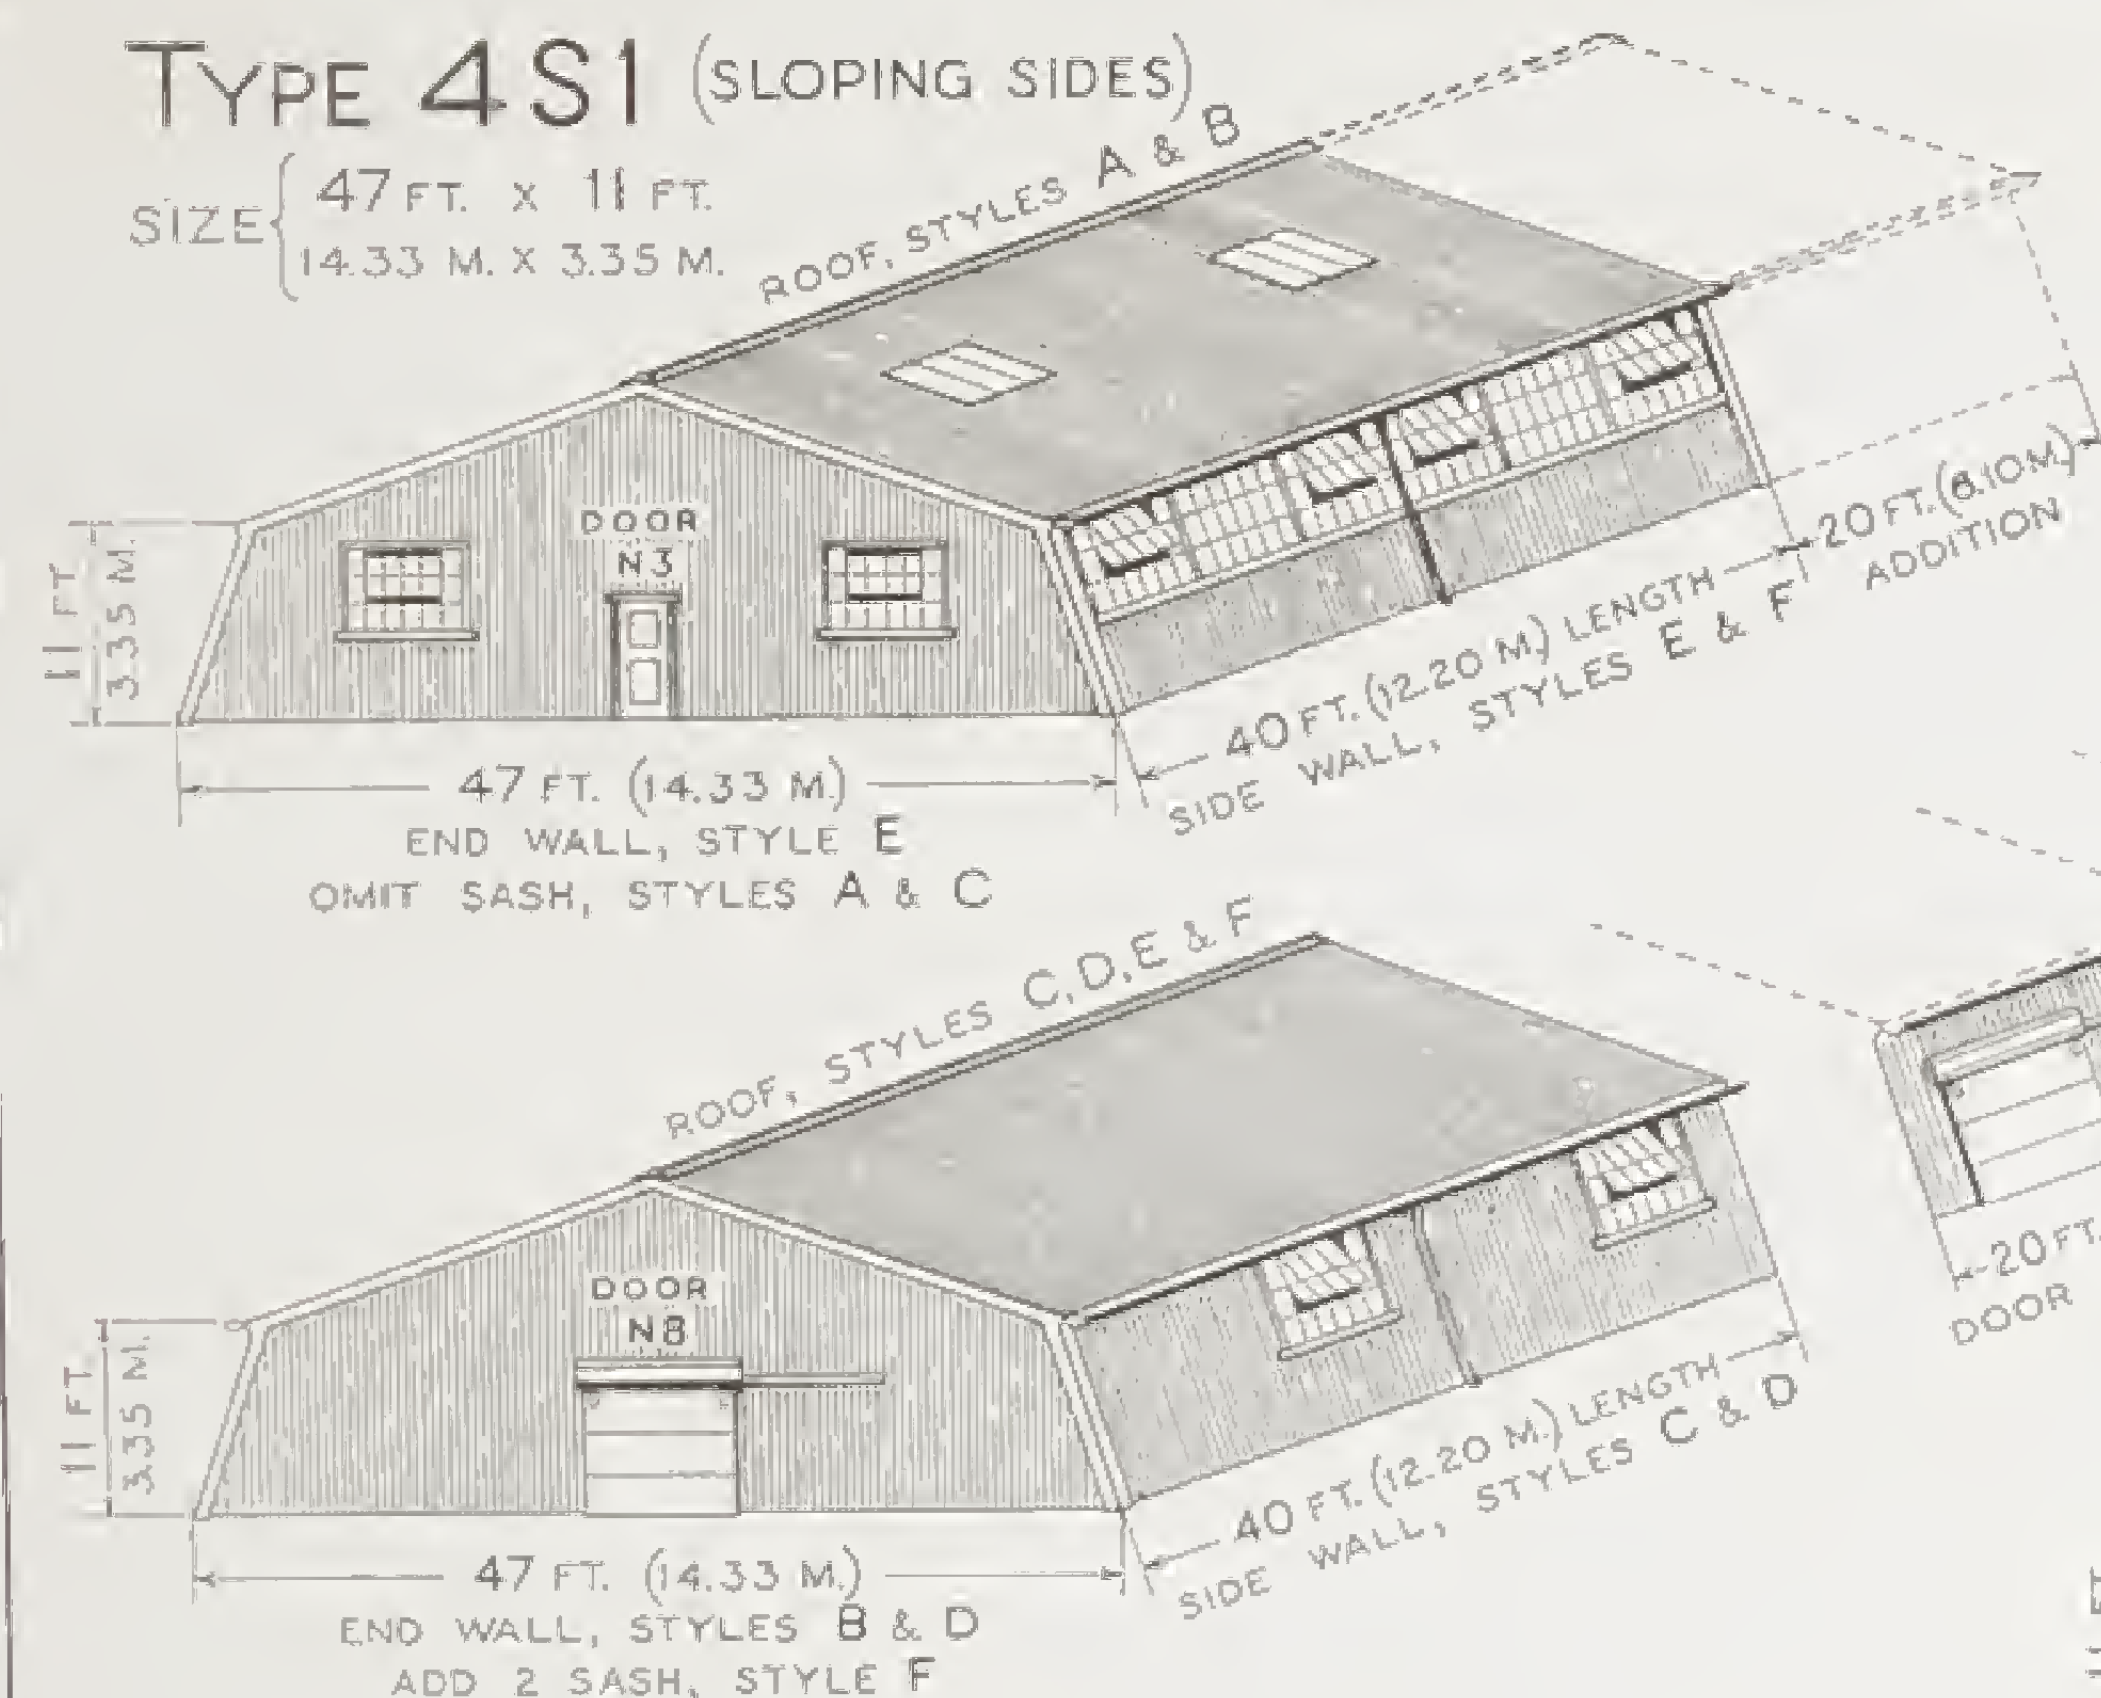 TYPE 4S1 (SLOPING SIDES)
SIZE { 47 FT. X 11 FT.
14.33 M. X 3.35 M.
ROOF, STYLES A & B
DOOR
N3
11 FT
3.35 M.
47 FT. (14.33 M.)
END WALL, STYLE E
OMIT SASH, STYLES A & C
40 FT. (12.20 M.) LENGTH
SIDE WALL, STYLES E & F
20 FT. (6.10 M.)
ADDITION
ROOF, STYLES C, D, E & F
DOOR
N8
11 FT.
3.35 M.
47 FT. (14.33 M.)
END WALL, STYLES B & D
ADD 2 SASH, STYLE F
40 FT. (12.20 M.) LENGTH
SIDE WALL, STYLES C & D
20 FT.
DOOR